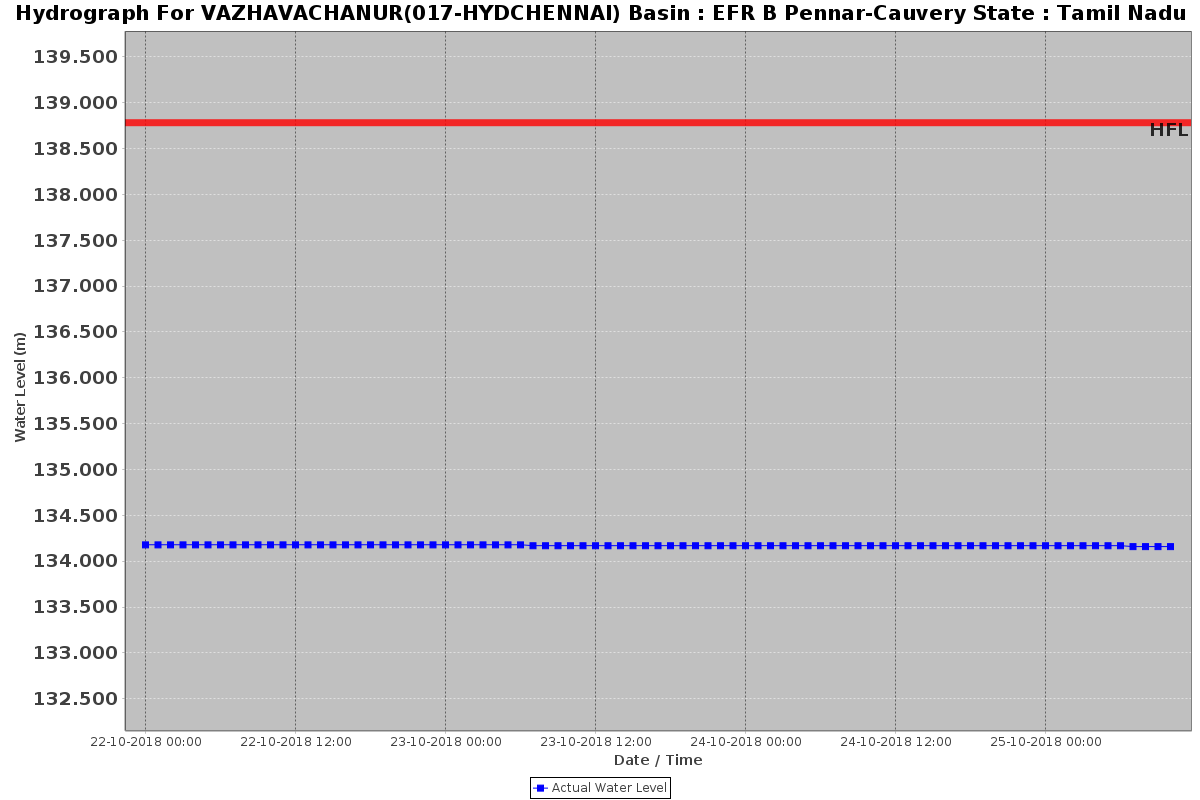 Hydrograph For VAZHAVACHANUR(017-HYDCHENNAI) Basin : EFR B Pennar-Cauvery State : Tamil Nadu
139.500
139.000
HFL
138.500
138.000
137.500
137.000
136.500
136.000
135.500
135.000
134.500
134.000
133.500
133.000
132.500
Water Level (m)
22-10-2018 00:00 22-10-2018 12:00 23-10-2018 00:00 23-10-2018 12:00 24-10-2018 00:00 24-10-2018 12:00 25-10-2018 00:00
Date / Time
Actual Water Level